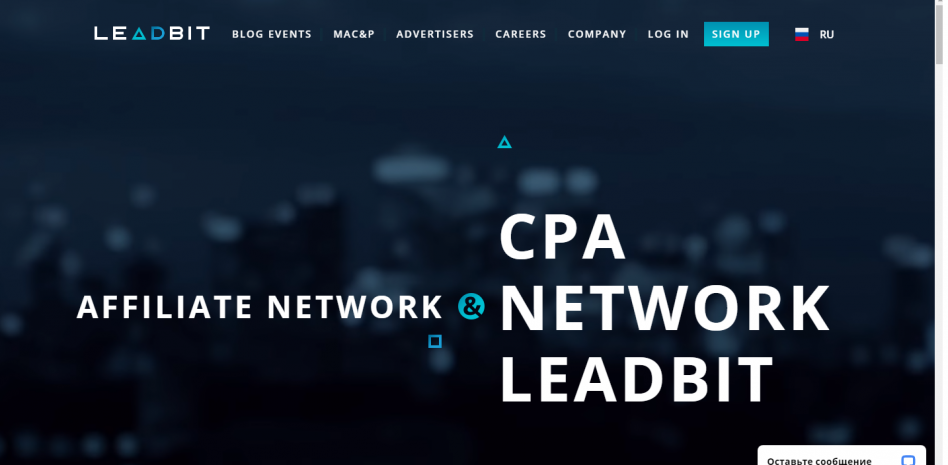 LEADBIT BLOG EVENTS MAC&P ADVERTISERS CAREERS COMPANY LOG IN SIGN UP RU
CPA
AFFILIATE NETWORK & NETWORK
LEADBIT
Оставьте сообщение